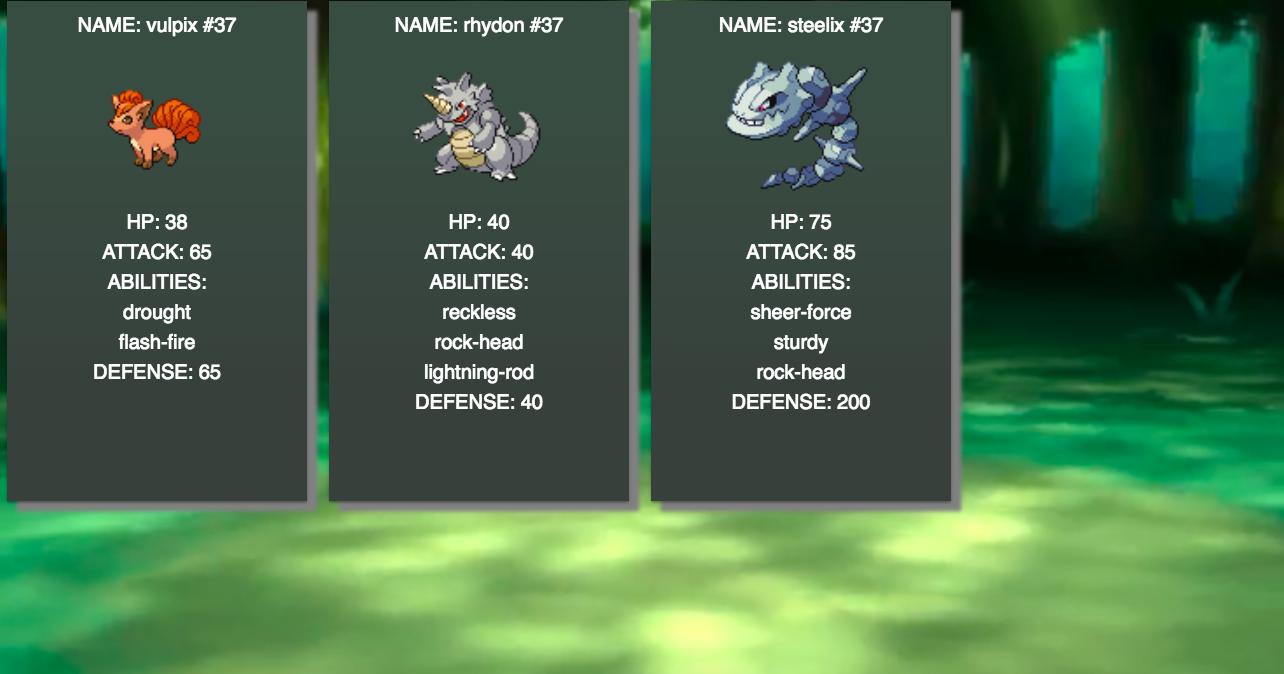 NAME: vulpix #37
HP: 38
ATTACK: 65
ABILITIES:
drought
flash-fire
DEFENSE: 65
NAME: rhydon #37
HP: 40
ATTACK: 40
ABILITIES:
reckless
rock-head
lightning-rod
DEFENSE: 40
NAME: steelix #37
HP: 75
ATTACK: 85
ABILITIES:
sheer-force
sturdy
rock-head
DEFENSE: 200